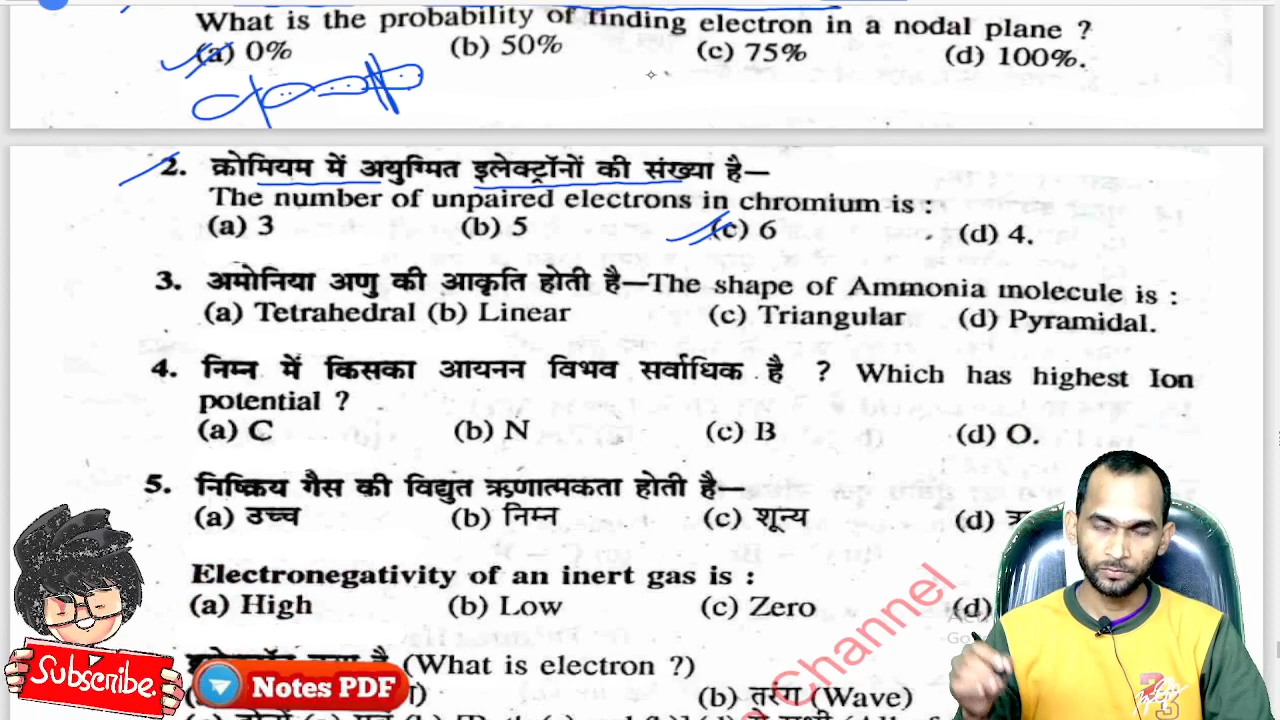 What is the probability of finding electron in a nodal plane ?
(a) 0% (b) 50% (c) 75% (d) 100%.
2. क्रोमियम में अयुग्मित इलेक्ट्रॉनों की संख्या है—
The number of unpaired electrons in chromium is :
(a) 3 (b) 5 (c) 6 (d) 4.
3. अमोनिया अणु की आकृति होती है—The shape of Ammonia molecule is :
(a) Tetrahedral (b) Linear (c) Triangular (d) Pyramidal.
4. निम्न में किसका आयनन विभव सर्वाधिक है ? Which has highest Ion
potential ?
(a) C (b) N (c) B (d) O.
5. निष्क्रिय गैस की विद्युत ऋणात्मकता होती है—
(a) उच्च (b) निम्न (c) शून्य (d)
Electronegativity of an inert gas is :
(a) High (b) Low (c) Zero (d)
Channel
(What is electron ?)
Subscribe.
Notes PDF
(b) तरंग (Wave)